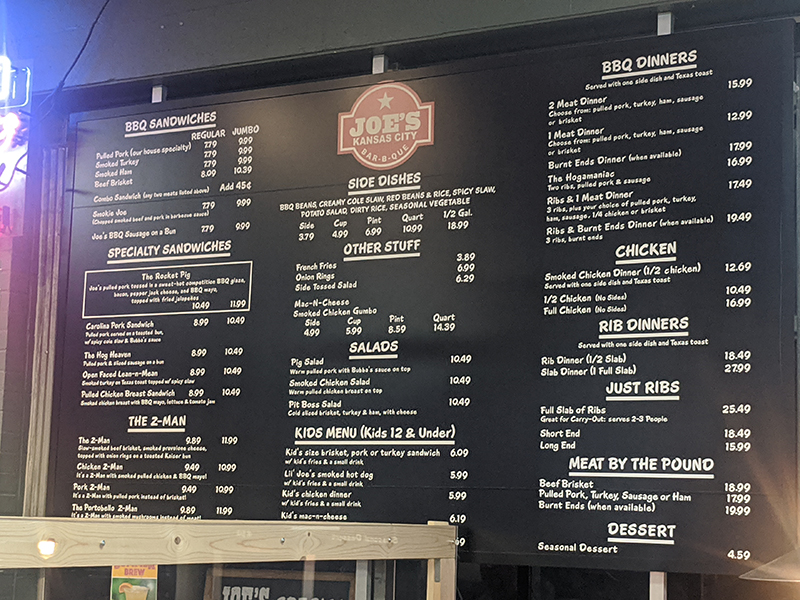 BBQ SANDWICHES
REGULAR JUMBO
Pulled Pork (our house specialty) 7.79 9.99
Smoked Turkey 7.79 9.99
Smoked Ham 7.79 9.99
Beef Brisket 8.09 10.39
Combo Sandwich (any two meats listed above) Add 45¢
Smokie Joe 7.79 9.99
(Chopped smoked beef and pork in barbecue sauce)
Joe's BBQ Sausage on a Bun 7.79 9.99
SPECIALTY SANDWICHES
The Rocket Pig
Joe's pulled pork tossed in a sweet-hot competition BBQ glaze,
bacon, pepper jack cheese, and BBQ mayo,
topped with fried jalapeños
10.49 11.99
Carolina Pork Sandwich 8.99 10.49
Pulled pork served on a toasted bun,
w/ spicy slaw & Bubba's sauce
The Hog Heaven 8.99 10.49
Pulled pork & sliced sausage on a bun
Open Faced Lean-n-Mean 8.99 10.49
Smoked turkey on Texas toast topped w/ spicy slaw
Pulled Chicken Breast Sandwich 8.99 10.49
Smoked chicken breast with BBQ mayo, lettuce & tomato jam
THE Z-MAN
The Z-Man 9.89 11.99
Slow-smoked beef brisket, smoked provolone cheese,
topped with onion rings on a toasted Kaiser bun
Chicken Z-Man 9.49 10.99
It's a Z-Man with smoked pulled chicken & BBQ mayo!
Pork Z-Man 9.49 10.99
It's a Z-Man with pulled pork instead of brisket!
The Portobello Z-Man 9.89 11.99
It's a Z-Man with smoked mushrooms instead of meat!
JOE'S
KANSAS CITY
BAR-B-QUE
SIDE DISHES
BBQ BEANS, CREAMY COLE SLAW, RED BEANS & RICE, SPICY SLAW,
POTATO SALAD, DIRTY RICE, SEASONAL VEGETABLE
Side Cup Pint Quart 1/2 Gal.
3.79 4.99 6.99 10.99 18.99
OTHER STUFF
French Fries 3.89
Onion Rings 6.99
Side Tossed Salad 6.29
Mac-N-Cheese
Smoked Chicken Gumbo
Side Cup Pint Quart
4.99 5.99 8.59 14.39
SALADS
Pig Salad 10.49
Warm pulled pork with Bubba's sauce on top
Smoked Chicken Salad 10.49
Warm pulled chicken breast on top
Pit Boss Salad 10.49
Cold sliced brisket, turkey & ham, with cheese
KIDS MENU (Kids 12 & Under)
Kid's size brisket, pork or turkey sandwich 6.09
w/ kid's fries & a small drink
Lil' Joe's smoked hot dog 5.99
w/ kid's fries & a small drink
Kid's chicken dinner 5.99
w/ kid's fries & a small drink
Kid's mac-n-cheese 6.19
BBQ DINNERS
Served with one side dish and Texas toast
2 Meat Dinner 15.99
Choose from: pulled pork, turkey, ham, sausage
or brisket
1 Meat Dinner 12.99
Choose from: pulled pork, turkey, ham, sausage
or brisket
Burnt Ends Dinner (when available) 17.99
The Hogamaniac 16.99
Two ribs, pulled pork & sausage
Ribs & 1 Meat Dinner 17.49
3 ribs, plus your choice of pulled pork, turkey,
ham, sausage, 1/4 chicken or brisket
Ribs & Burnt Ends Dinner (when available) 19.49
3 ribs, burnt ends
CHICKEN
Smoked Chicken Dinner (1/2 chicken) 12.69
Served with one side dish and Texas toast
1/2 Chicken (No Sides) 10.49
Full Chicken (No Sides) 16.99
RIB DINNERS
Served with one side dish and Texas toast
Rib Dinner (1/2 Slab) 18.49
Slab Dinner (1 Full Slab) 27.99
JUST RIBS
Full Slab of Ribs 25.49
Great for Carry-Out: serves 2-3 People
Short End 18.49
Long End 15.99
MEAT BY THE POUND
Beef Brisket 18.99
Pulled Pork, Turkey, Sausage or Ham 17.99
Burnt Ends (when available) 19.99
DESSERT
Seasonal Dessert 4.59